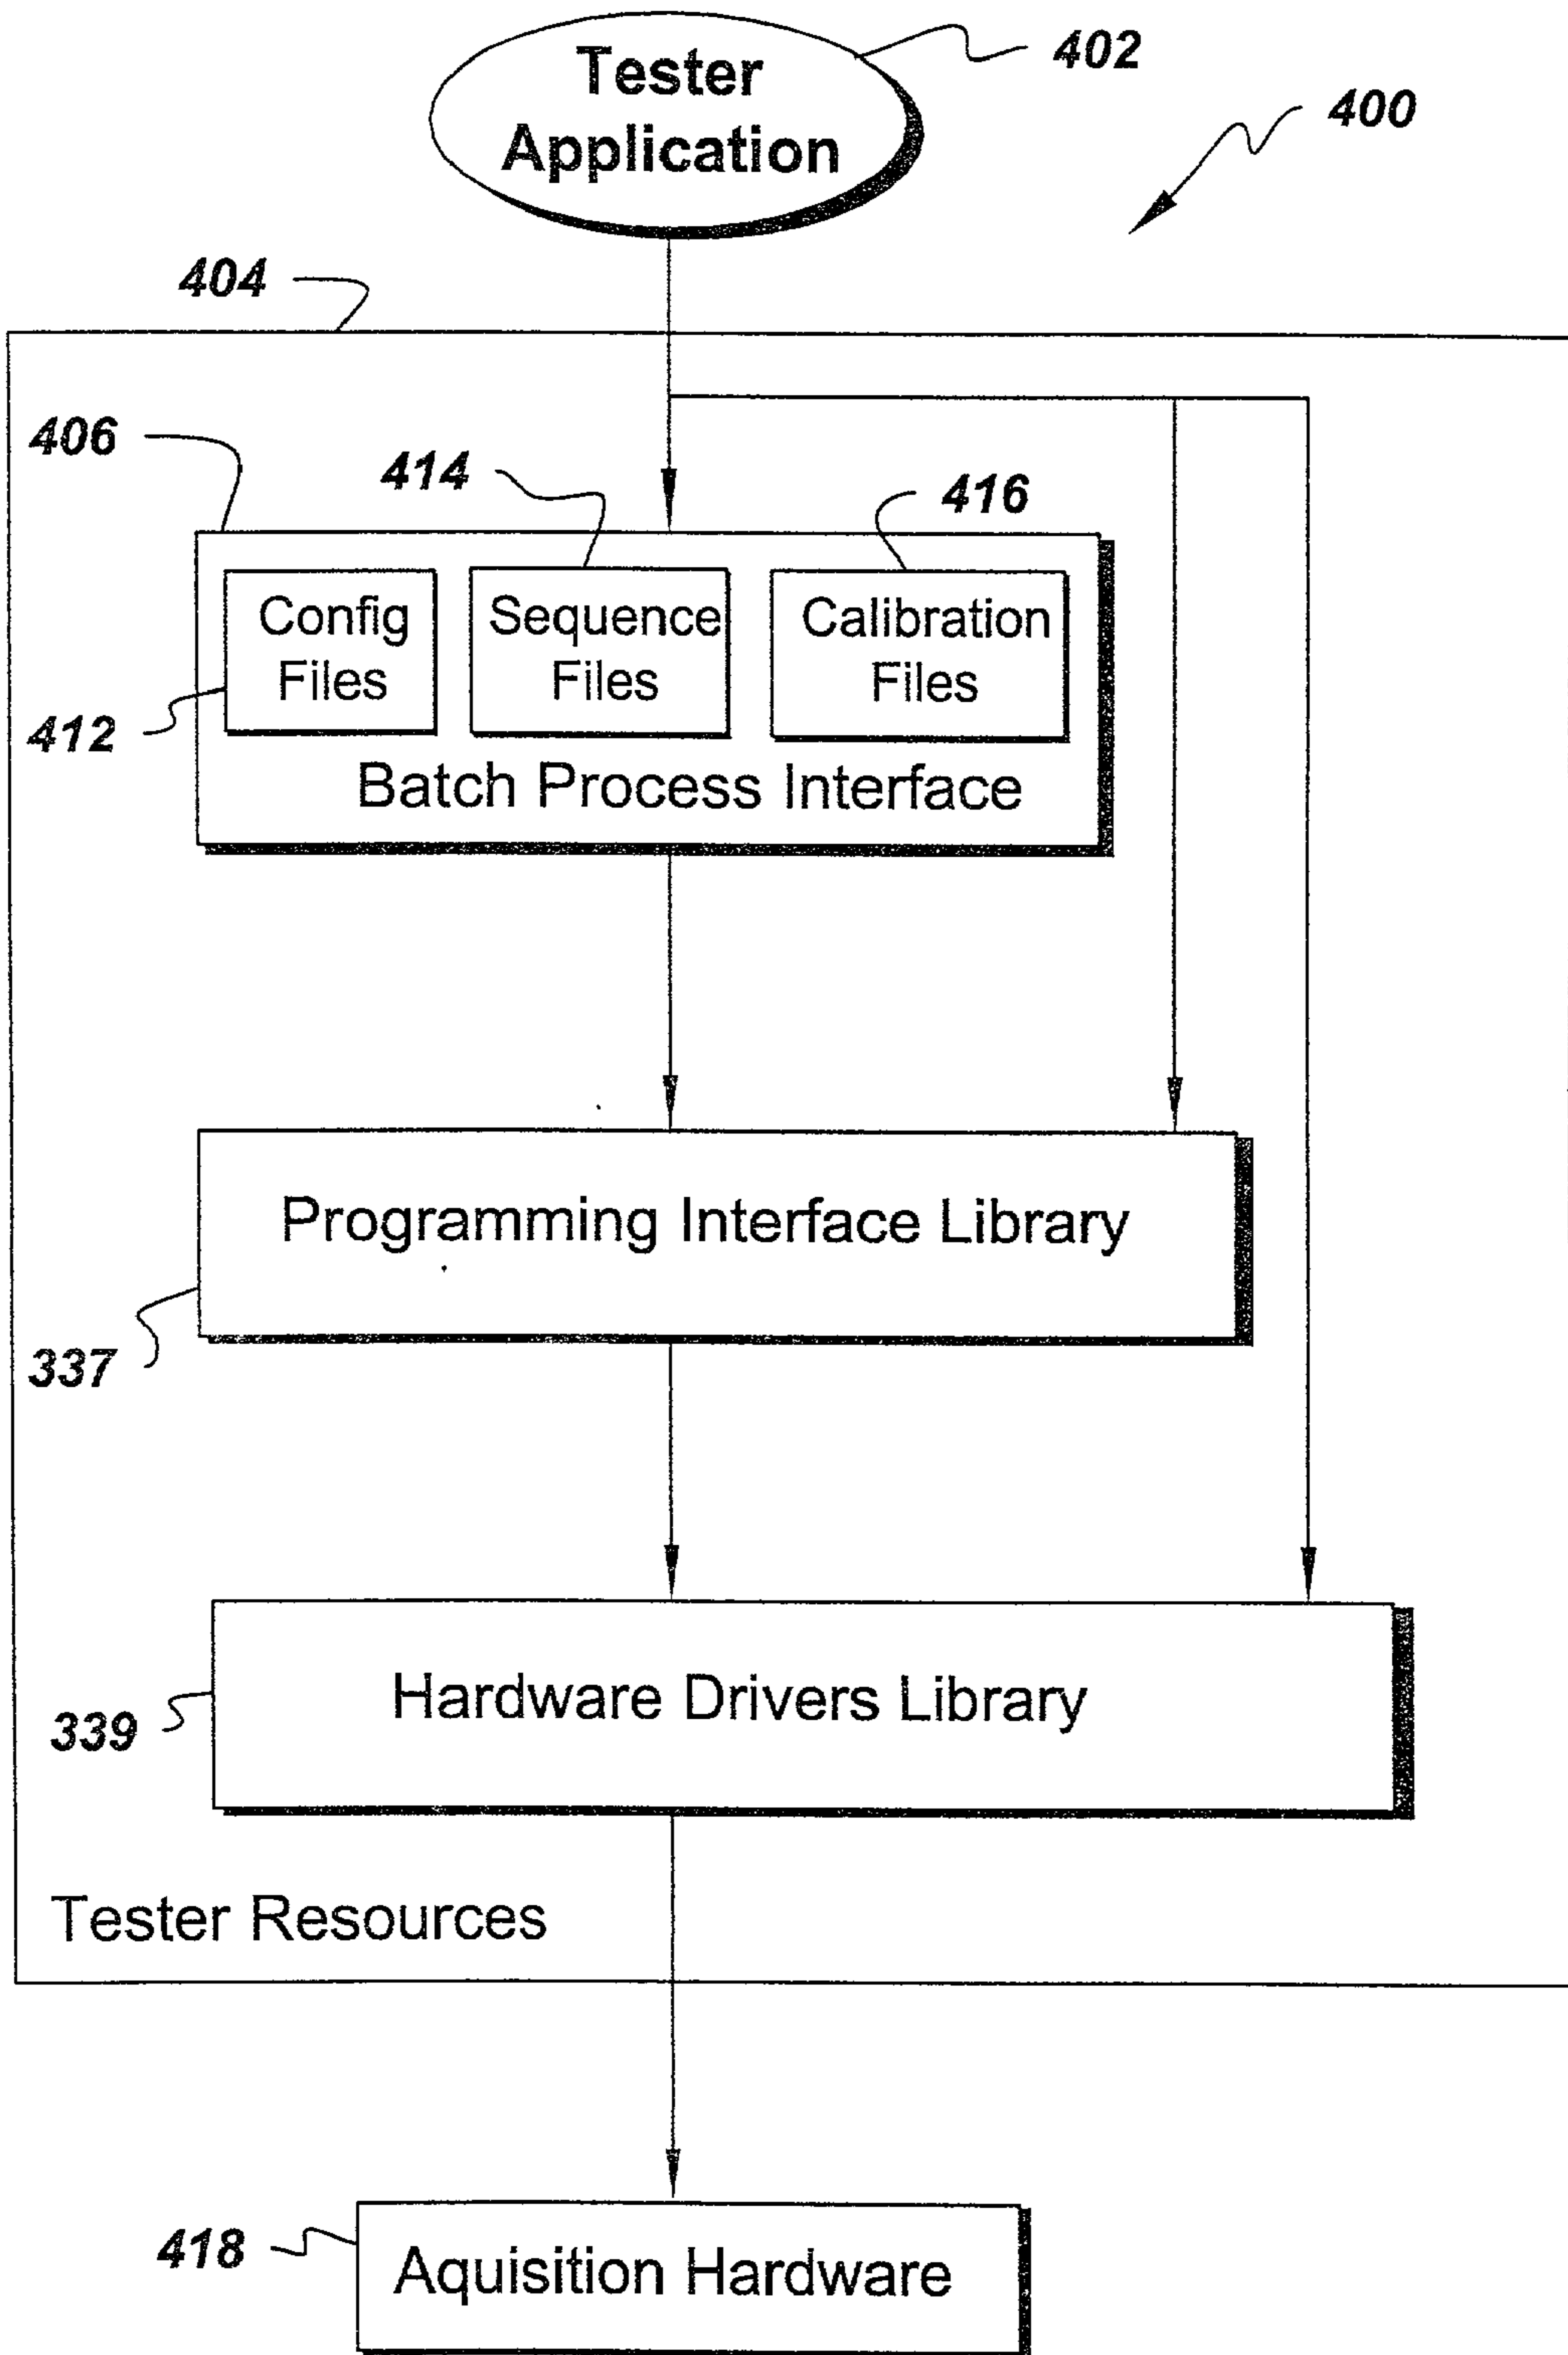 Tester
Application
402
400
404
406
414
416
Config
Files
Sequence
Files
Calibration
Files
412
Batch Process Interface
Programming Interface Library
337
Hardware Drivers Library
339
Tester Resources
418
Aquisition Hardware